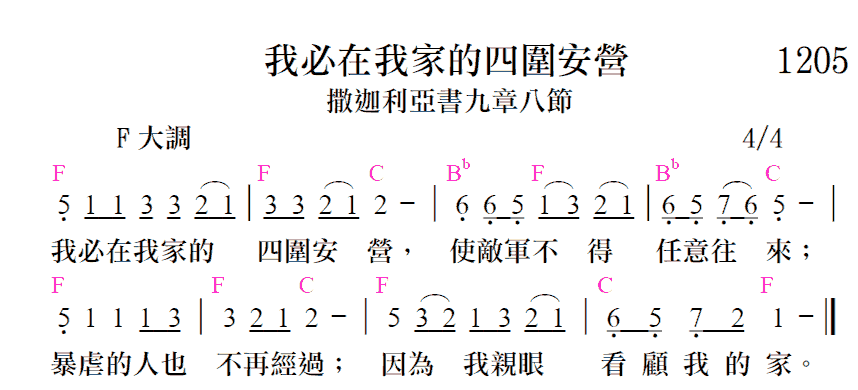 我必在我家的四圍安營 1205
撒迦利亞書九章八節
F 大調 4/4
F F C Bb F Bb C
5 1 1 3 3 2 1 | 3 3 2 1 2 - | 6 6 5 1 3 2 1 | 6 5 7 6 5 - |
我必在我家的 四圍安 營， 使敵軍不 得 任意往 來；
F F C F C F
5 1 1 1 3 | 3 2 1 2 - | 5 3 2 1 3 2 1 | 6 5 7 2 1 - ||
暴虐的人也 不再經過； 因為 我親眼 看 顧 我 的 家。